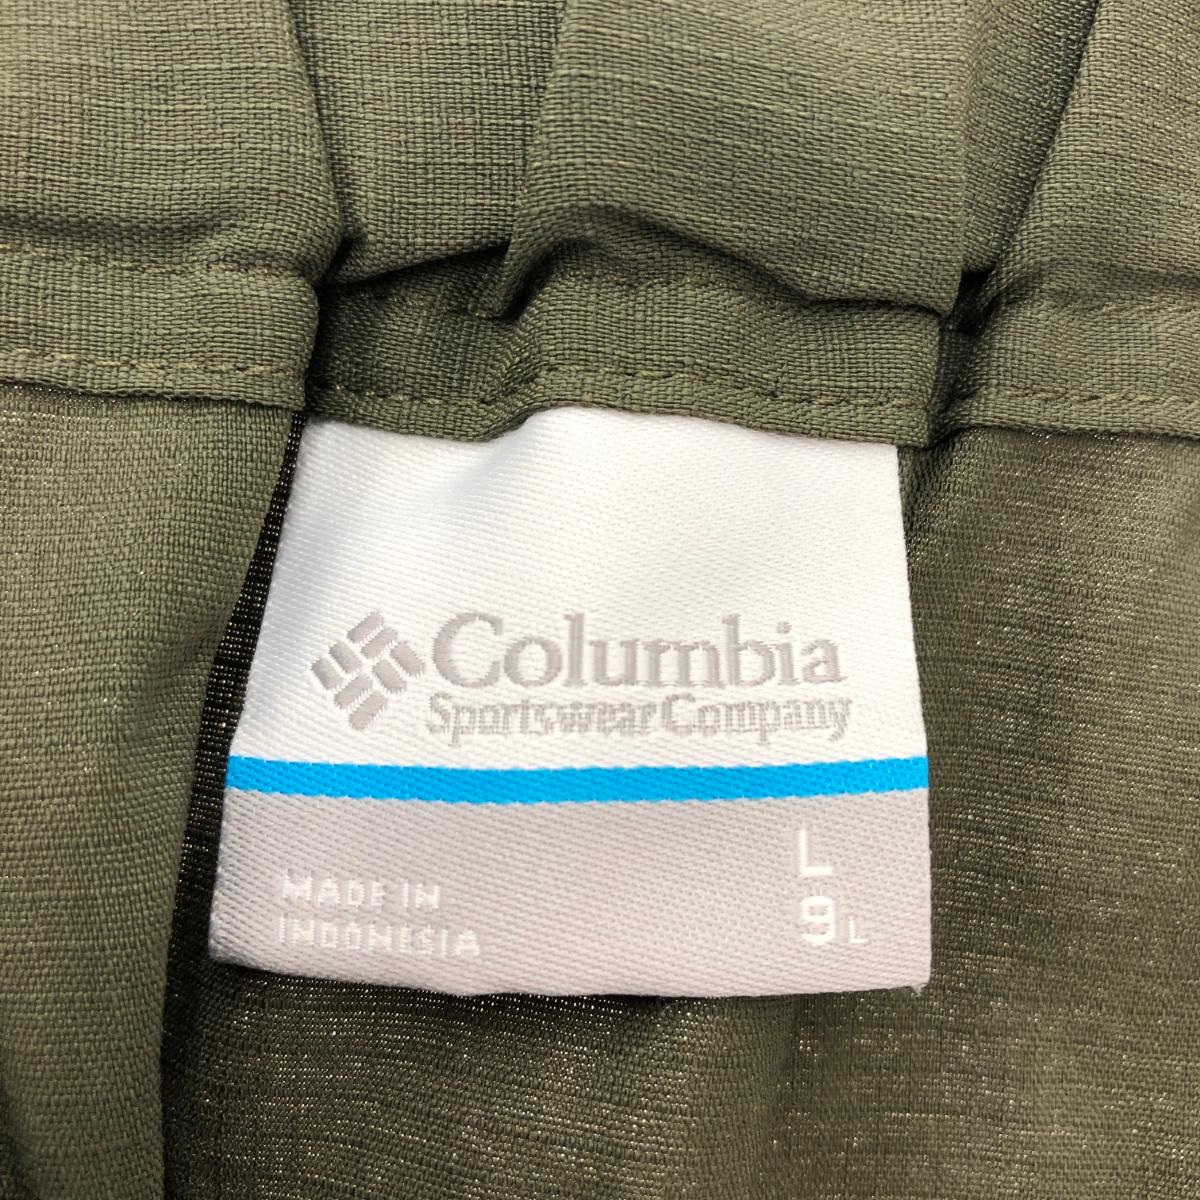 Columbia
Sportswear Company
MADE IN
INDONESIA
L
9L